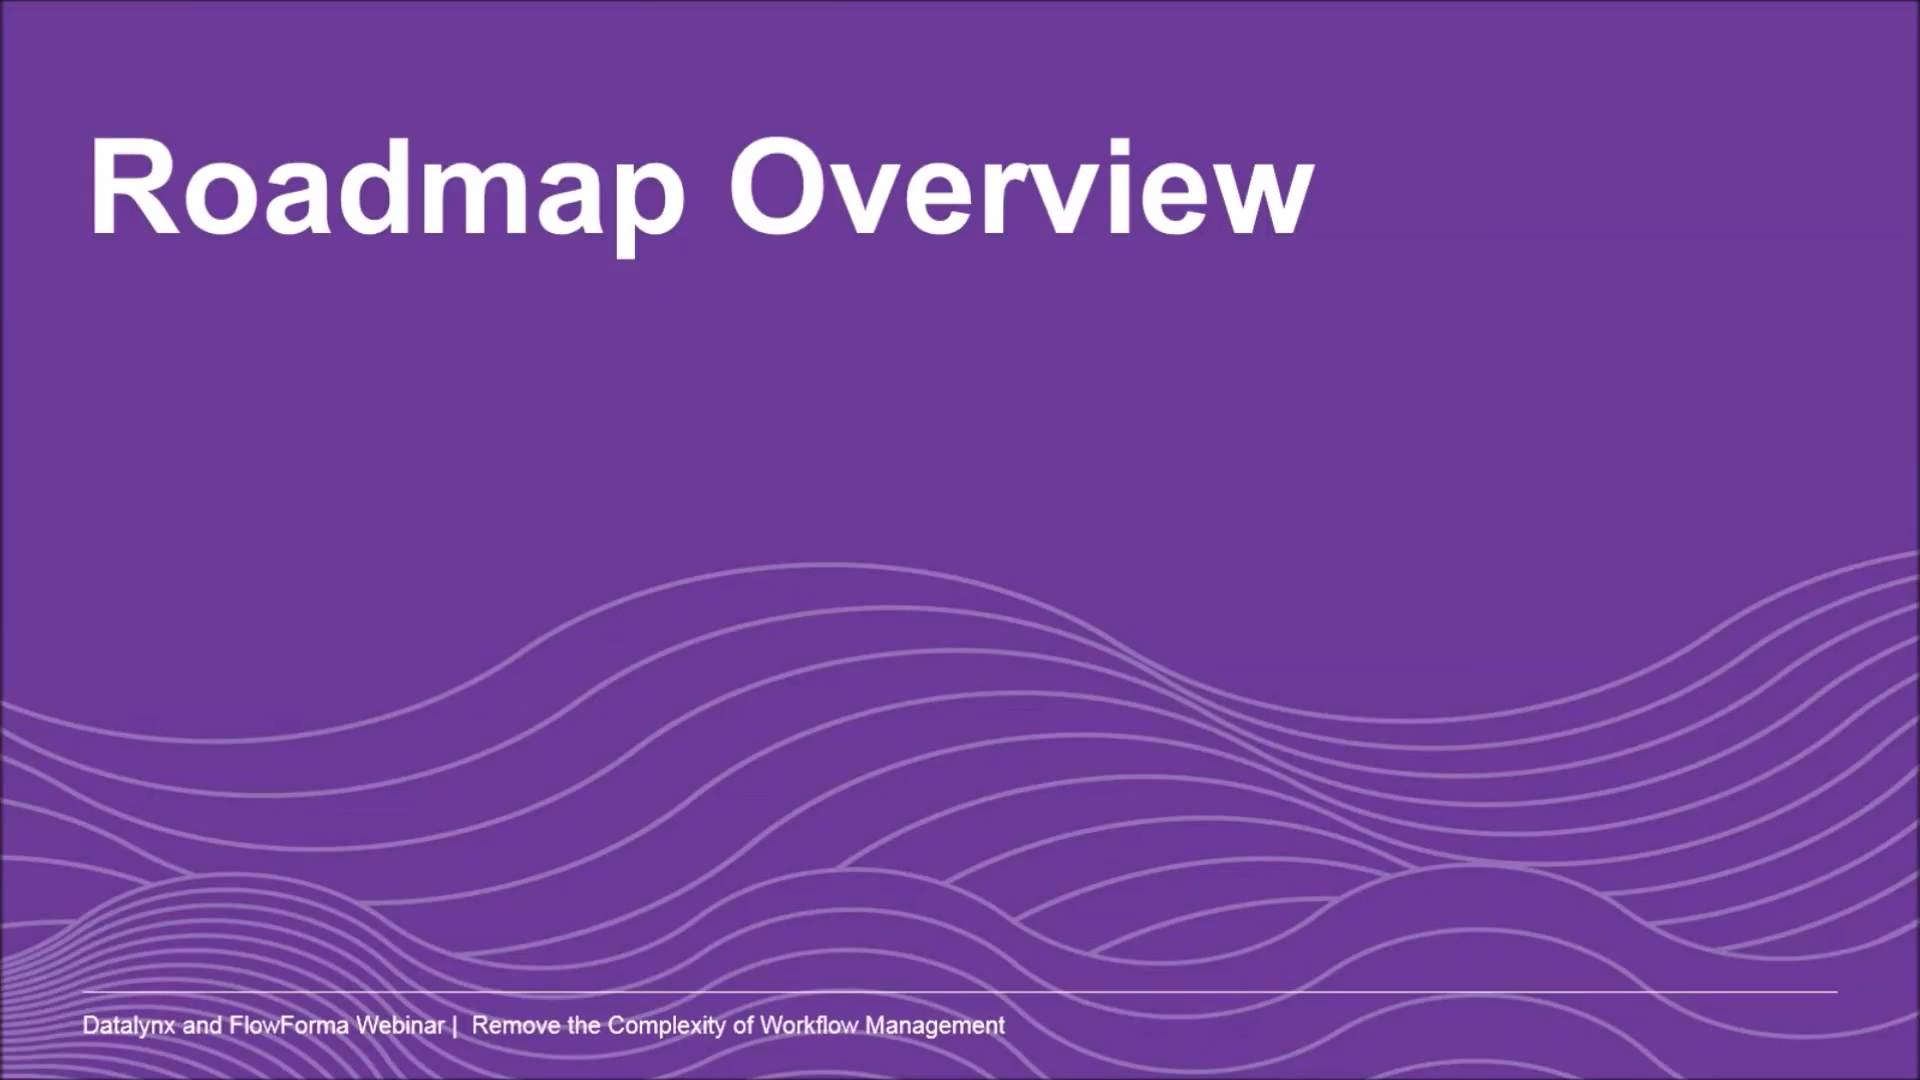 Roadmap Overview
Datalynx and FlowForma Webinar | Remove the Complexity of Workflow Management